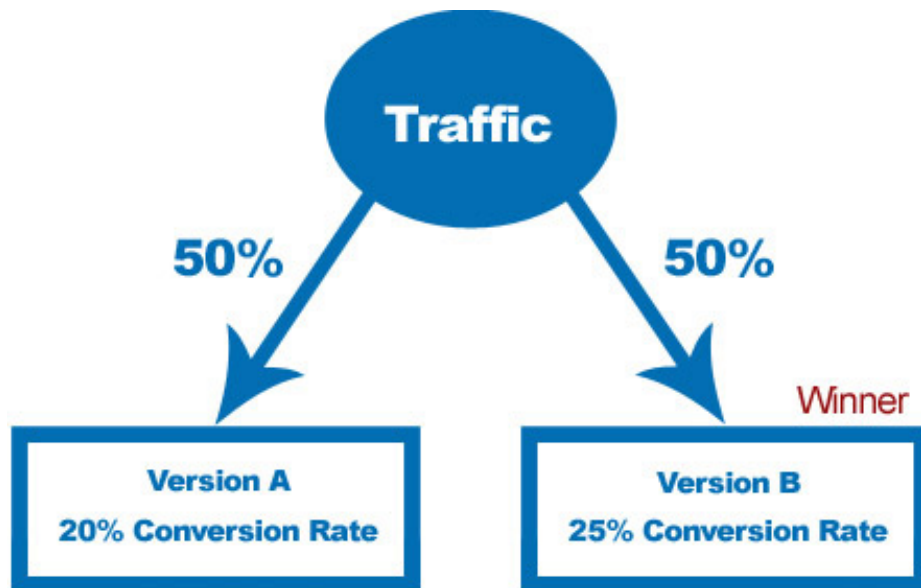 Traffic
50%
50%
Winner
Version A
20% Conversion Rate
Version B
25% Conversion Rate